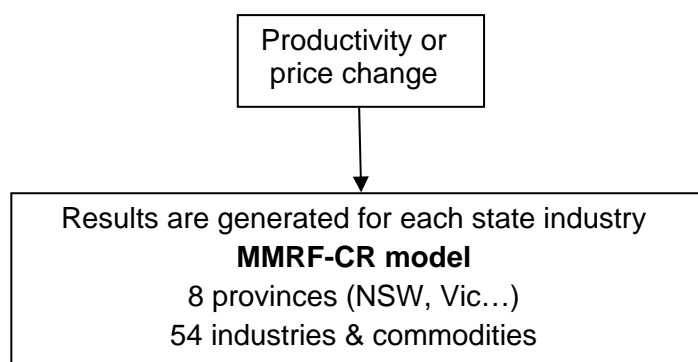 Productivity or
price change
Results are generated for each state industry
MMRF-CR model
8 provinces (NSW, Vic…)
54 industries & commodities